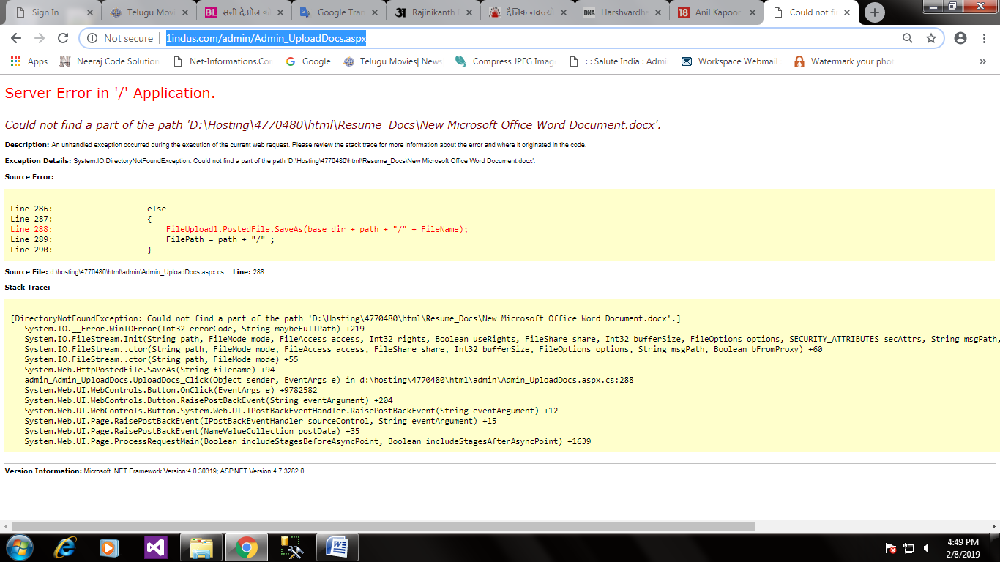 Sign In
Telugu Mov
सनी देओल क
Google Tran
Rajinikanth
दैनिक नवज्य
Harshvardha
Anil Kapoor
Could not fi
Not secure
1indus.com/admin/Admin_UploadDocs.aspx
Apps
Neeraj Code Solution
Net-Informations.Co
Google
Telugu Movies| News
Compress JPEG Imag
: : Salute India : Admi
Workspace Webmail
Watermark your pho
»
Server Error in '/' Application.
Could not find a part of the path 'D:\Hosting\4770480\html\Resume_Docs\New Microsoft Office Word Document.docx'.
Description: An unhandled exception occurred during the execution of the current web request. Please review the stack trace for more information about the error and where it originated in the code.
Exception Details: System.IO.DirectoryNotFoundException: Could not find a part of the path 'D:\Hosting\4770480\html\Resume_Docs\New Microsoft Office Word Document.docx'.
Source Error:
Line 286: else
Line 287: {
Line 288: FileUpload1.PostedFile.SaveAs(base_dir + path + "/" + FileName);
Line 289: FilePath = path + "/" ;
Line 290: }
Source File: d:\hosting\4770480\html\admin\Admin_UploadDocs.aspx.cs Line: 288
Stack Trace:
[DirectoryNotFoundException: Could not find a part of the path 'D:\Hosting\4770480\html\Resume_Docs\New Microsoft Office Word Document.docx'.]
System.IO.__Error.WinIOError(Int32 errorCode, String maybeFullPath) +219
System.IO.FileStream.Init(String path, FileMode mode, FileAccess access, Int32 rights, Boolean useRights, FileShare share, Int32 bufferSize, FileOptions options, SECURITY_ATTRIBUTES secAttrs, String msgPath,
System.IO.FileStream..ctor(String path, FileMode mode, FileAccess access, FileShare share, Int32 bufferSize, FileOptions options, String msgPath, Boolean bFromProxy) +60
System.IO.FileStream..ctor(String path, FileMode mode) +55
System.Web.HttpPostedFile.SaveAs(String filename) +94
admin_Admin_UploadDocs.UploadDocs_Click(Object sender, EventArgs e) in d:\hosting\4770480\html\admin\Admin_UploadDocs.aspx.cs:288
System.Web.UI.WebControls.Button.OnClick(EventArgs e) +9782582
System.Web.UI.WebControls.Button.RaisePostBackEvent(String eventArgument) +204
System.Web.UI.WebControls.Button.System.Web.UI.IPostBackEventHandler.RaisePostBackEvent(String eventArgument) +12
System.Web.UI.Page.RaisePostBackEvent(IPostBackEventHandler sourceControl, String eventArgument) +15
System.Web.UI.Page.RaisePostBackEvent(NameValueCollection postData) +35
System.Web.UI.Page.ProcessRequestMain(Boolean includeStagesBeforeAsyncPoint, Boolean includeStagesAfterAsyncPoint) +1639
Version Information: Microsoft .NET Framework Version:4.0.30319; ASP.NET Version:4.7.3282.0
4:49 PM
2/8/2019